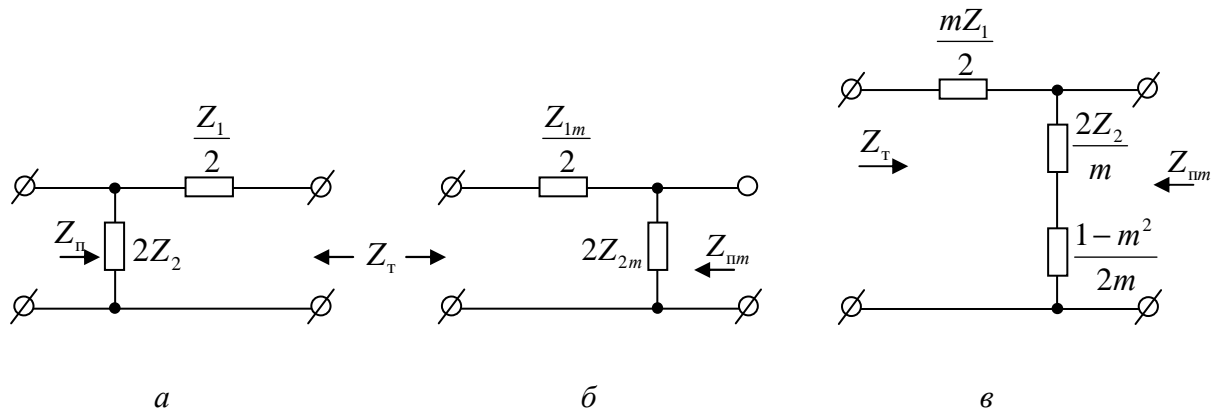 Z₁/2
Zп
2Z₂
Zт
Z₁m/2
2Z₂m
Zпm
mZ₁/2
Zт
2Z₂/m
Zпm
1 − m²/2m
а
б
в